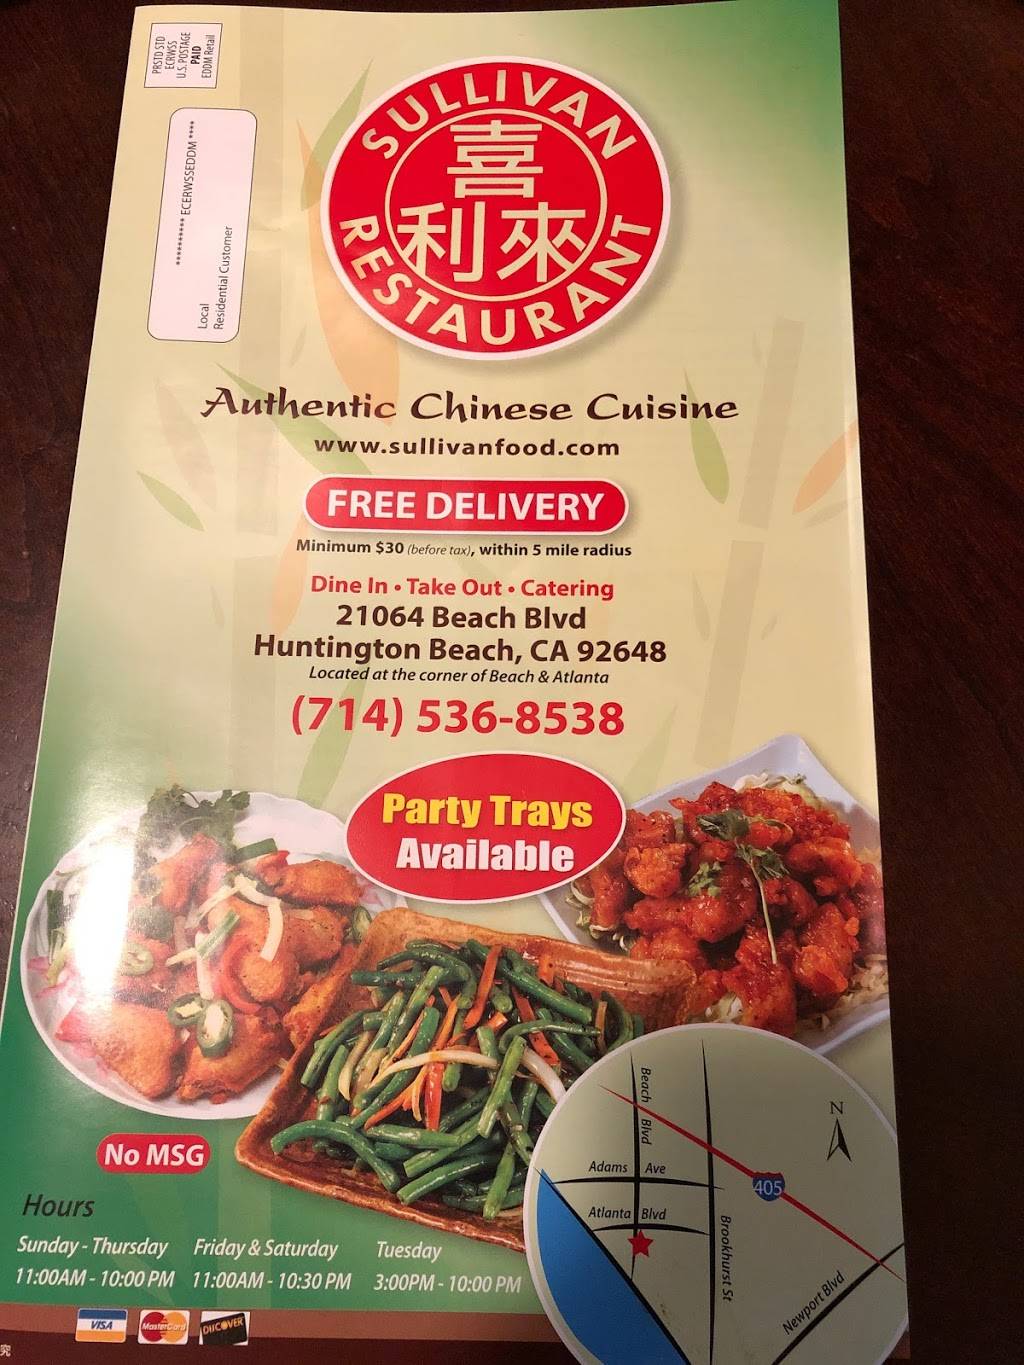 PRSTD STD
ECRWSS
U.S. POSTAGE
PAID
EDDM Retail
********** ECERWSSEDDM ****
Local
Residential Customer
SULLIVAN
喜
利來
RESTAURANT
Authentic Chinese Cuisine
www.sullivanfood.com
FREE DELIVERY
Minimum $30 (before tax), within 5 mile radius
Dine In • Take Out • Catering
21064 Beach Blvd
Huntington Beach, CA 92648
Located at the corner of Beach & Atlanta
(714) 536-8538
Party Trays
Available
No MSG
Hours
Sunday - Thursday
11:00AM - 10:00 PM
Friday & Saturday
11:00AM - 10:30 PM
Tuesday
3:00PM - 10:00 PM
VISA
MasterCard
DISCOVER
究
N
Beach Blvd
Adams Ave
405
Atlanta Blvd
Brookhurst St
Newport Blvd